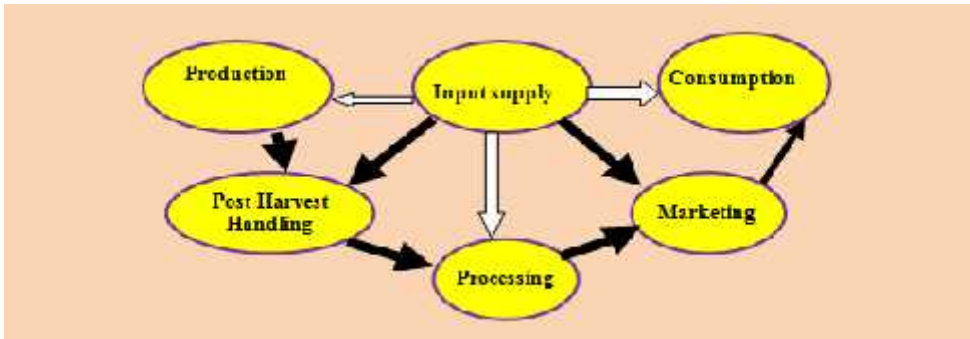 Production
Input supply
Consumption
Post Harvest
Handling
Marketing
Processing